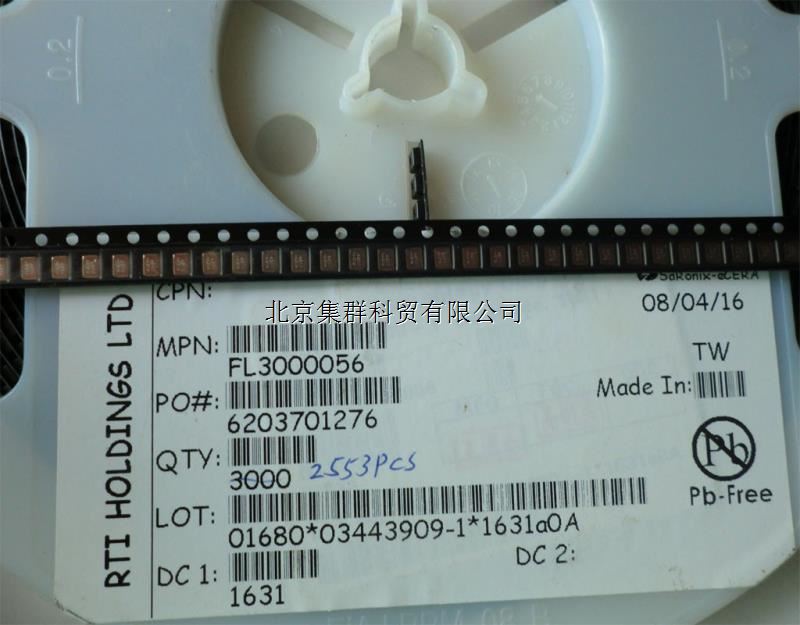 0.2
0.2
SaRonix-eCERA
CPN:
08/04/16
北京集群科贸有限公司
RTI HOLDINGS LTD
MPN:
FL3000056
TW
Made In:
PO#:
6203701276
QTY:
3000 2553PCS
Pb
Pb-Free
LOT:
01680*03443909-1*1631a0A
DC 1:
1631
DC 2: